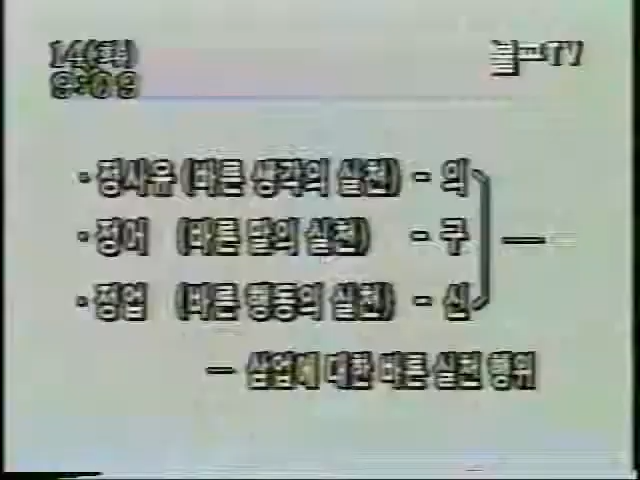 14(화) 불교TV
9:09
·정사유 (바른 생각의 실천) - 의
·정어 (바른 말의 실천) - 구
·정업 (바른 행동의 실천) - 신
— 삼업에 대한 바른 실천 행위